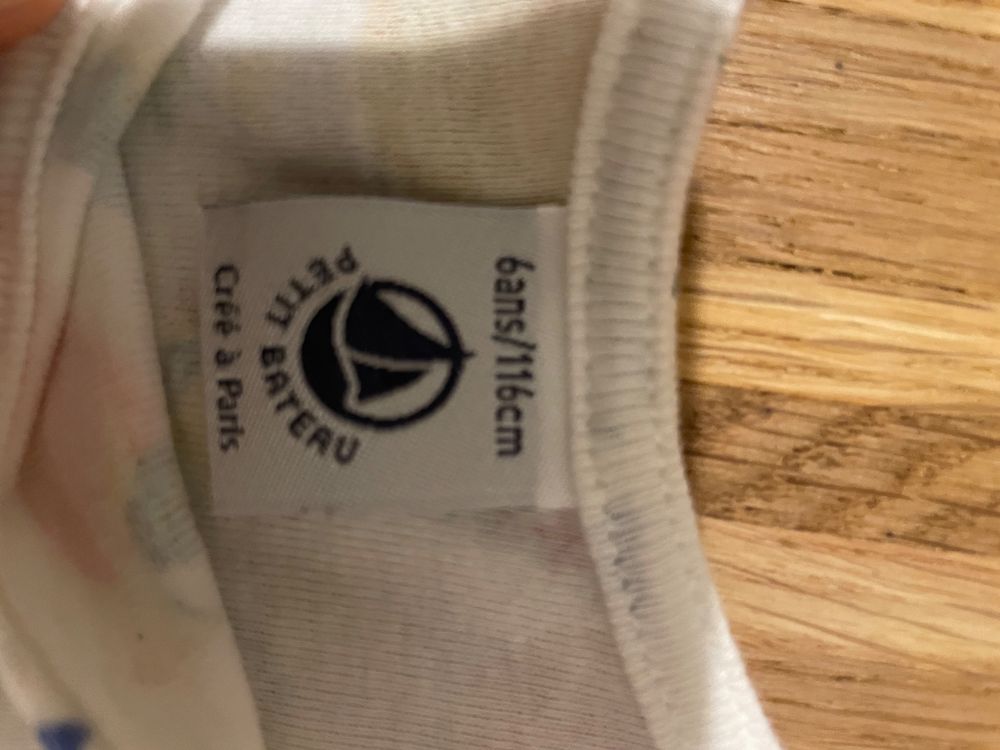 6ans/116cm
PETIT BATEAU
Créé à Paris